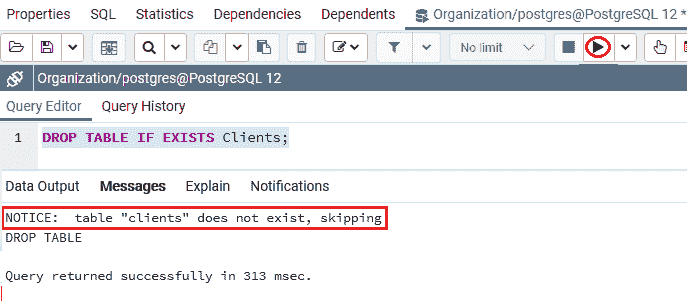 Properties SQL Statistics Dependencies Dependents Organization/postgres@PostgreSQL 12 *
No limit
Organization/postgres@PostgreSQL 12
Query Editor Query History
1 DROP TABLE IF EXISTS Clients;
Data Output Messages Explain Notifications
NOTICE: table "clients" does not exist, skipping
DROP TABLE
Query returned successfully in 313 msec.